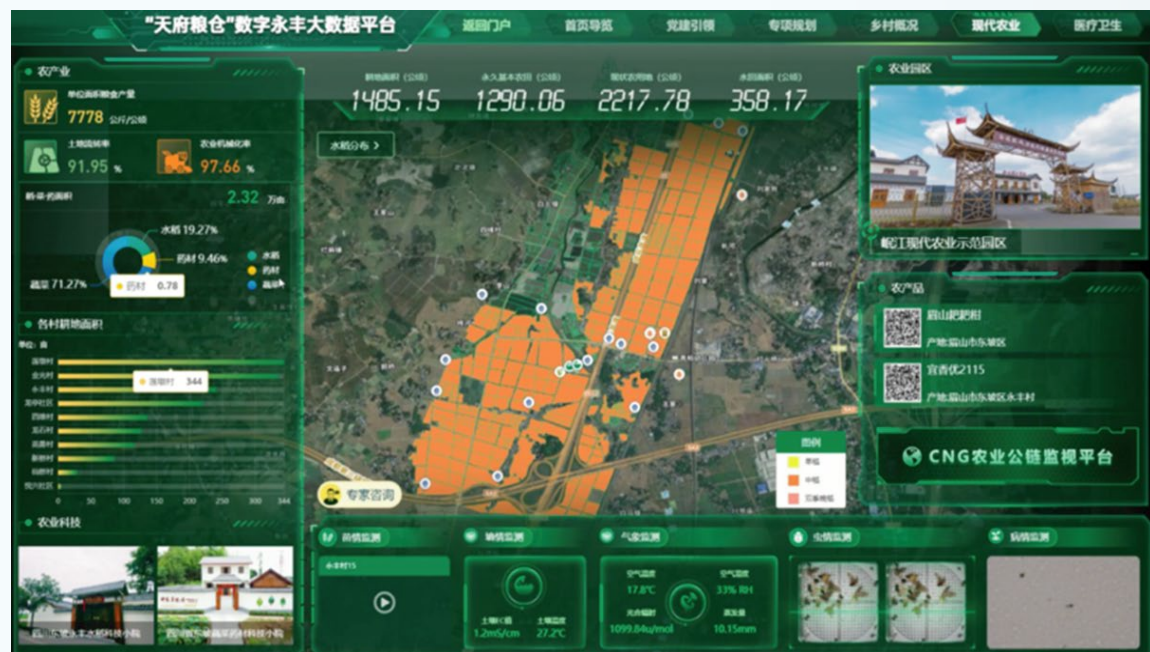 “天府粮仓”数字永丰大数据平台
返回门户
首页导览
党建引领
专项规划
乡村概况
现代农业
医疗卫生
农产业
单位面积粮食产量
7778 公斤/公顷
土地流转率
91.95 %
农业机械化率
97.66 %
2.32 万亩
水稻 19.27%
药材 9.46%
蔬菜 71.27%
水稻
药材
蔬菜
药材 0.78
各村耕地面积
单位：亩
永丰村
344
0 50 100 150 200 250 300 344
农业科技
耕地面积（公顷）
1485.15
永久基本农田（公顷）
1290.06
现状农用地（公顷）
2217.78
水田面积（公顷）
358.17
水稻分布 >
图例
早稻
中稻
专家咨询
苗情监测
永丰村15
墒情监测
土壤EC值
1.2mS/cm
土壤温度
27.2℃
气象监测
空气温度
17.8℃
空气湿度
33% RH
光合辐射
蒸发量
10.15mm
虫情监测
病情监测
农业园区
岷江现代农业示范园区
农产品
眉山耙耙柑
产地:眉山市东坡区
宜香优2115
产地:眉山市东坡区永丰村
CNG农业公链监视平台